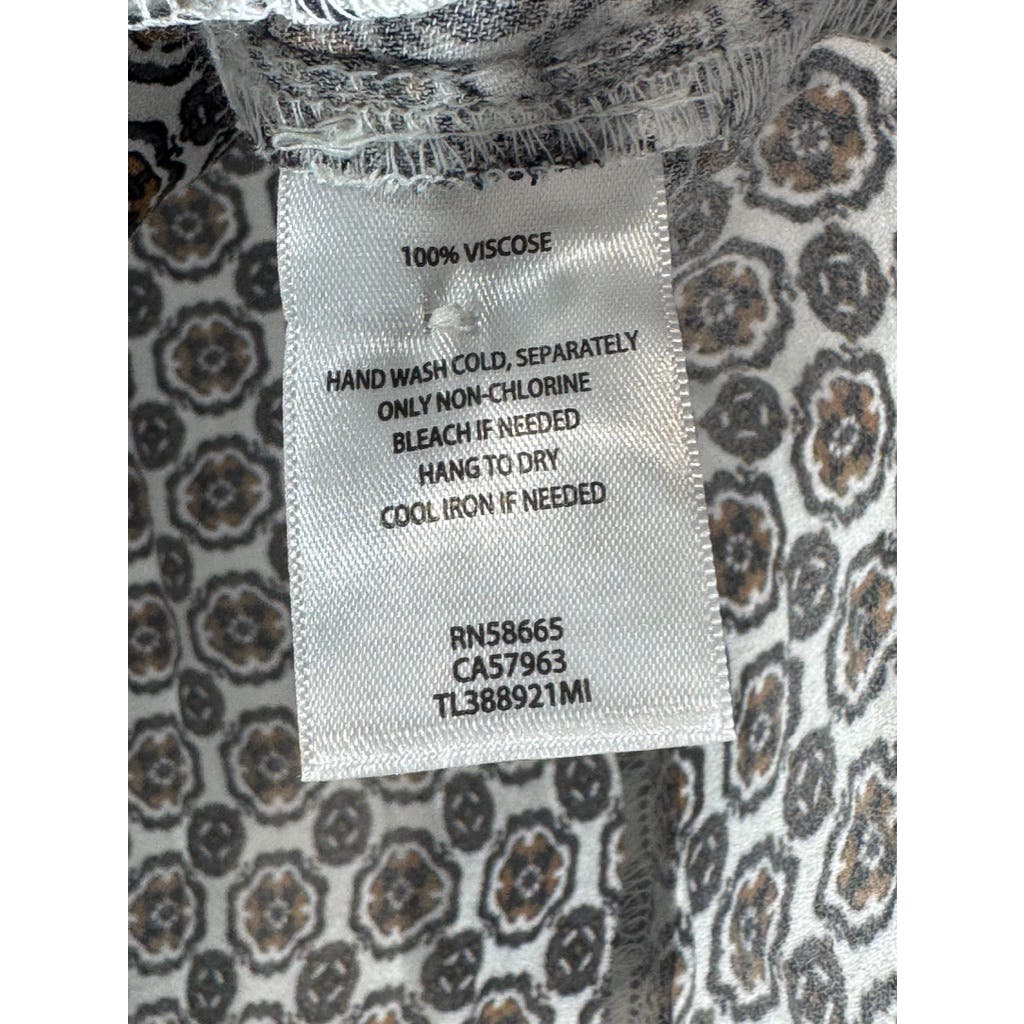 100% VISCOSE
HAND WASH COLD, SEPARATELY
ONLY NON-CHLORINE
BLEACH IF NEEDED
HANG TO DRY
COOL IRON IF NEEDED
RN58665
CA57963
TL388921MI